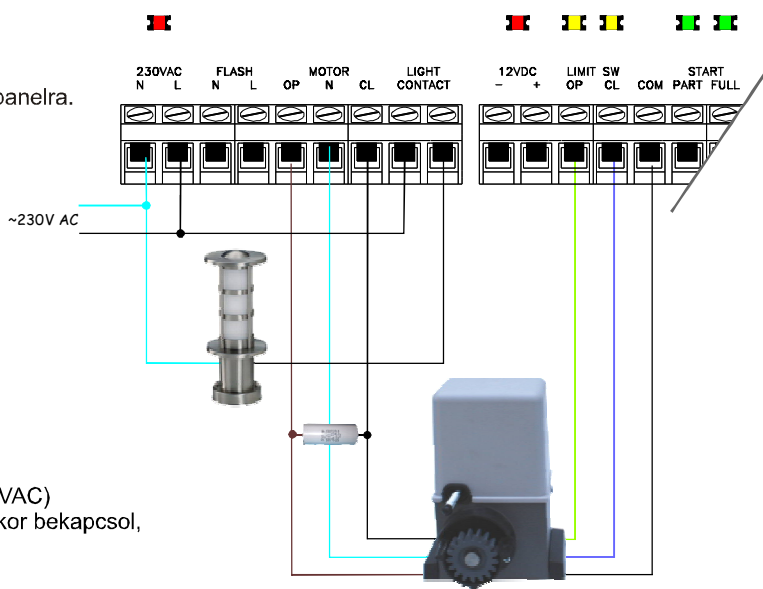 230VAC FLASH MOTOR LIGHT 12VDC LIMIT SW START
N L N L OP N CL CONTACT − + OP CL COM PART FULL
panelra.
~230V AC
VAC)
kor bekapcsol,